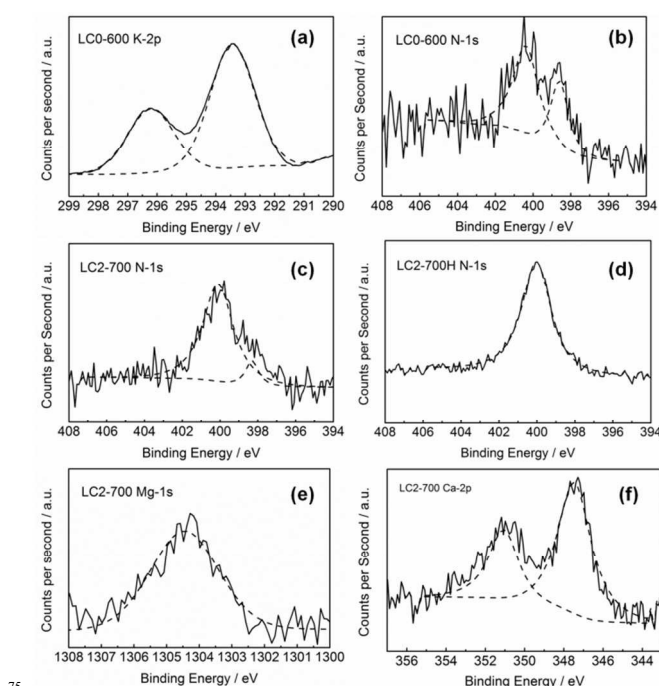 Counts per second / a.u.
LC0-600 K-2p
(a)
299 298 297 296 295 294 293 292 291 290
Binding Energy / eV
Counts per second / a.u.
LC0-600 N-1s
(b)
408 406 404 402 400 398 396 394
Binding Energy / eV
Counts per Second / a.u.
LC2-700 N-1s
(c)
408 406 404 402 400 398 396 394
Binding Energy / eV
Counts per Second / a.u.
LC2-700H N-1s
(d)
408 406 404 402 400 398 396 394
Binding Energy / eV
Counts per Second / a.u.
LC2-700 Mg-1s
(e)
1308 1307 1306 1305 1304 1303 1302 1301 1300
Binding Energy / eV
Counts per Second / a.u.
LC2-700 Ca-2p
(f)
356 354 352 350 348 346 344
Binding Energy / eV
75